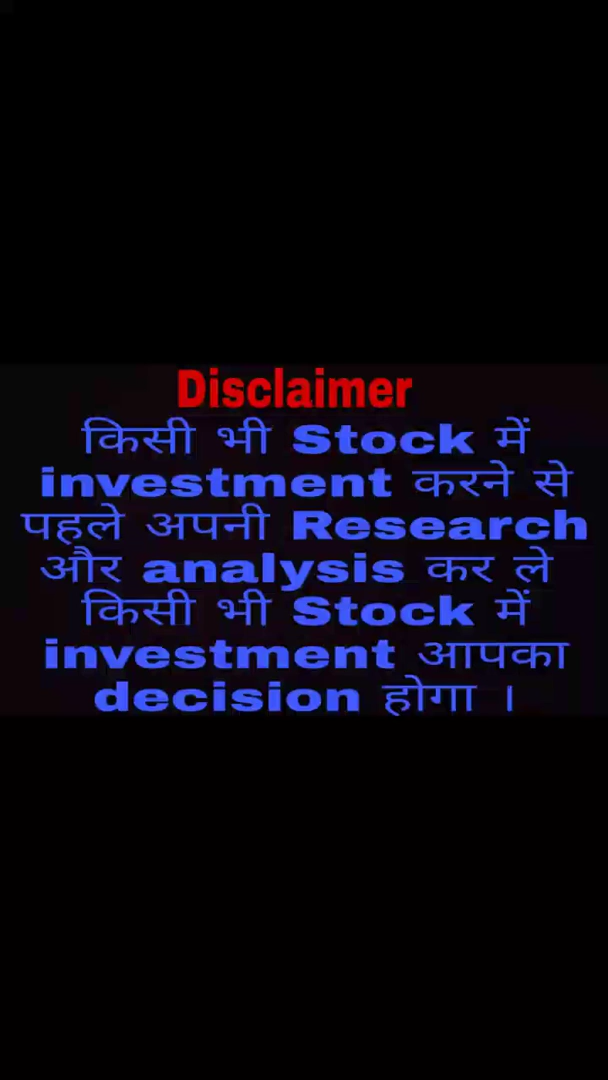 Disclaimer
किसी भी Stock में
investment करने से
पहले अपनी Research
और analysis कर ले
किसी भी Stock में
investment आपका
decision होगा ।